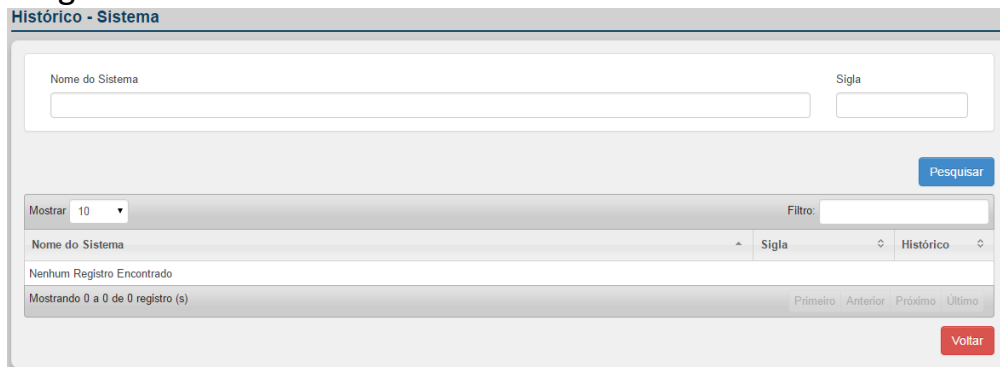 Histórico - Sistema
Nome do Sistema Sigla
Pesquisar
Mostrar 10 Filtro:
Nome do Sistema Sigla Histórico
Nenhum Registro Encontrado
Mostrando 0 a 0 de 0 registro (s) Primeiro Anterior Próximo Último
Voltar